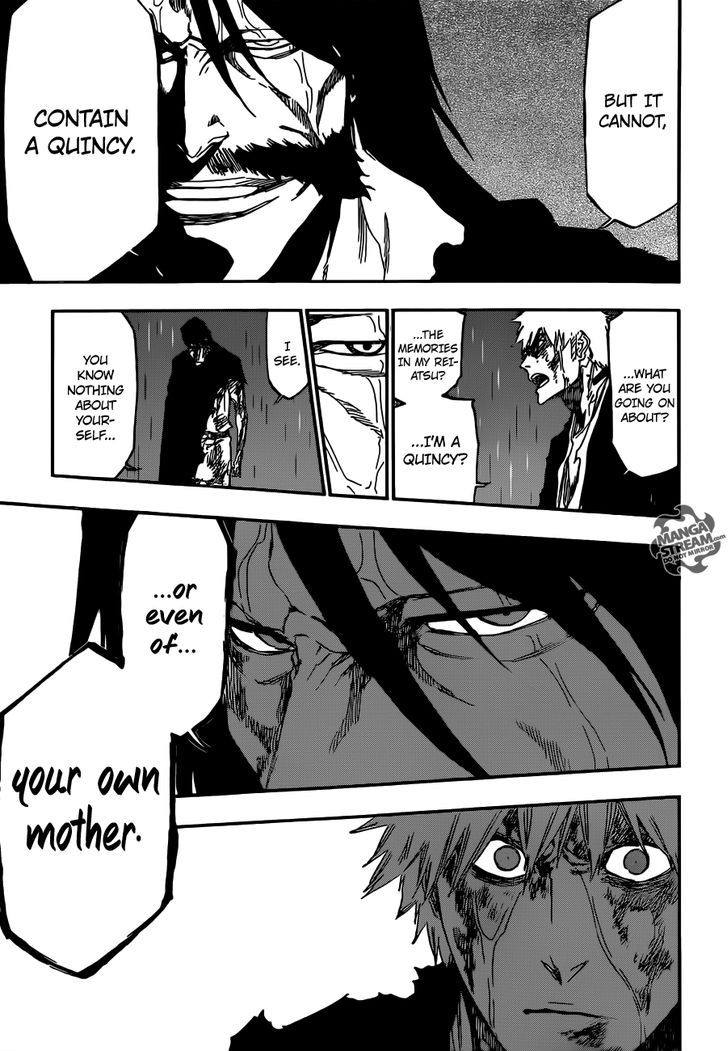 BUT IT
CANNOT,
CONTAIN
A QUINCY.
...WHAT
ARE YOU
GOING ON
ABOUT?
...THE
MEMORIES
IN MY REI-
ATSU?
...I'M A
QUINCY?
I
SEE.
YOU
KNOW
NOTHING
ABOUT
YOUR-
SELF...
MANGA
STREAM.com
DO NOT MIRROR
...or
even
of...
your own
mother.